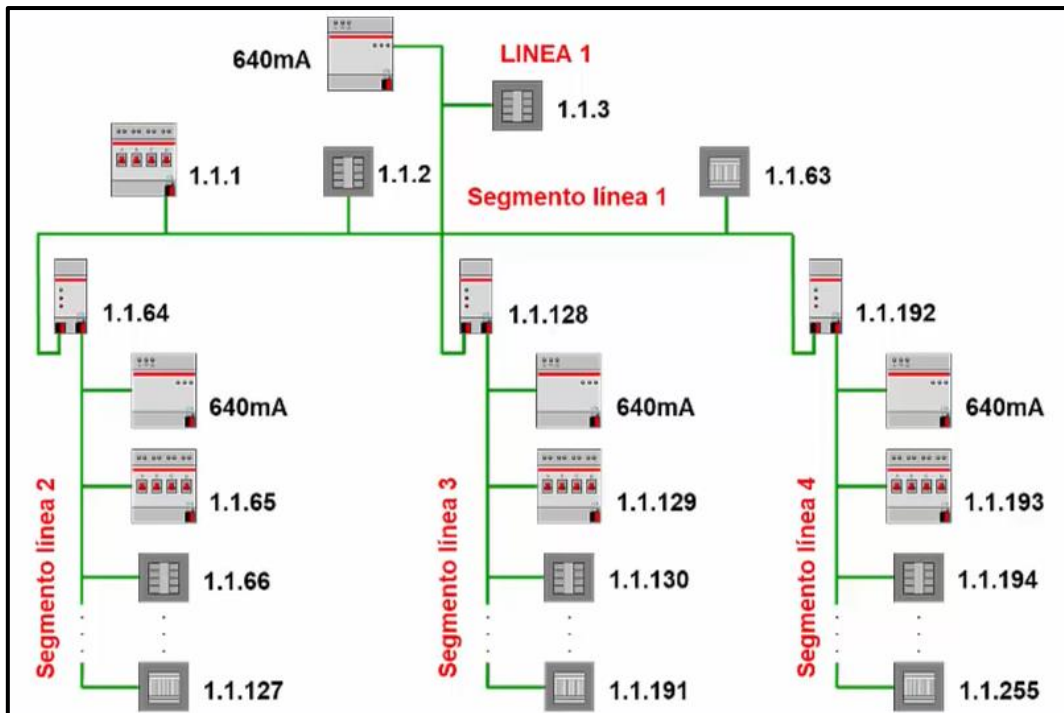 640mA
LINEA 1
1.1.3
1.1.1
1.1.2
1.1.63
Segmento línea 1
1.1.64
1.1.128
1.1.192
640mA
640mA
640mA
Segmento línea 2
1.1.65
Segmento línea 3
1.1.129
Segmento línea 4
1.1.193
1.1.66
1.1.130
1.1.194
1.1.127
1.1.191
1.1.255